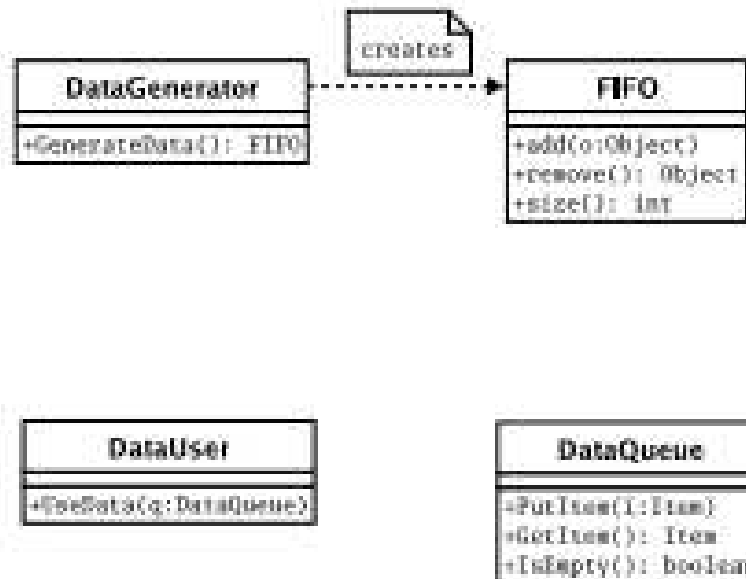 creates
DataGenerator
+GenerateData(): FIFO
FIFO
+add(o:Object)
+remove(): Object
+size(): int
DataUser
+UseData(q:DataQueue)
DataQueue
+PutItem(i:Item)
+GetItem(): Item
+IsEmpty(): boolean